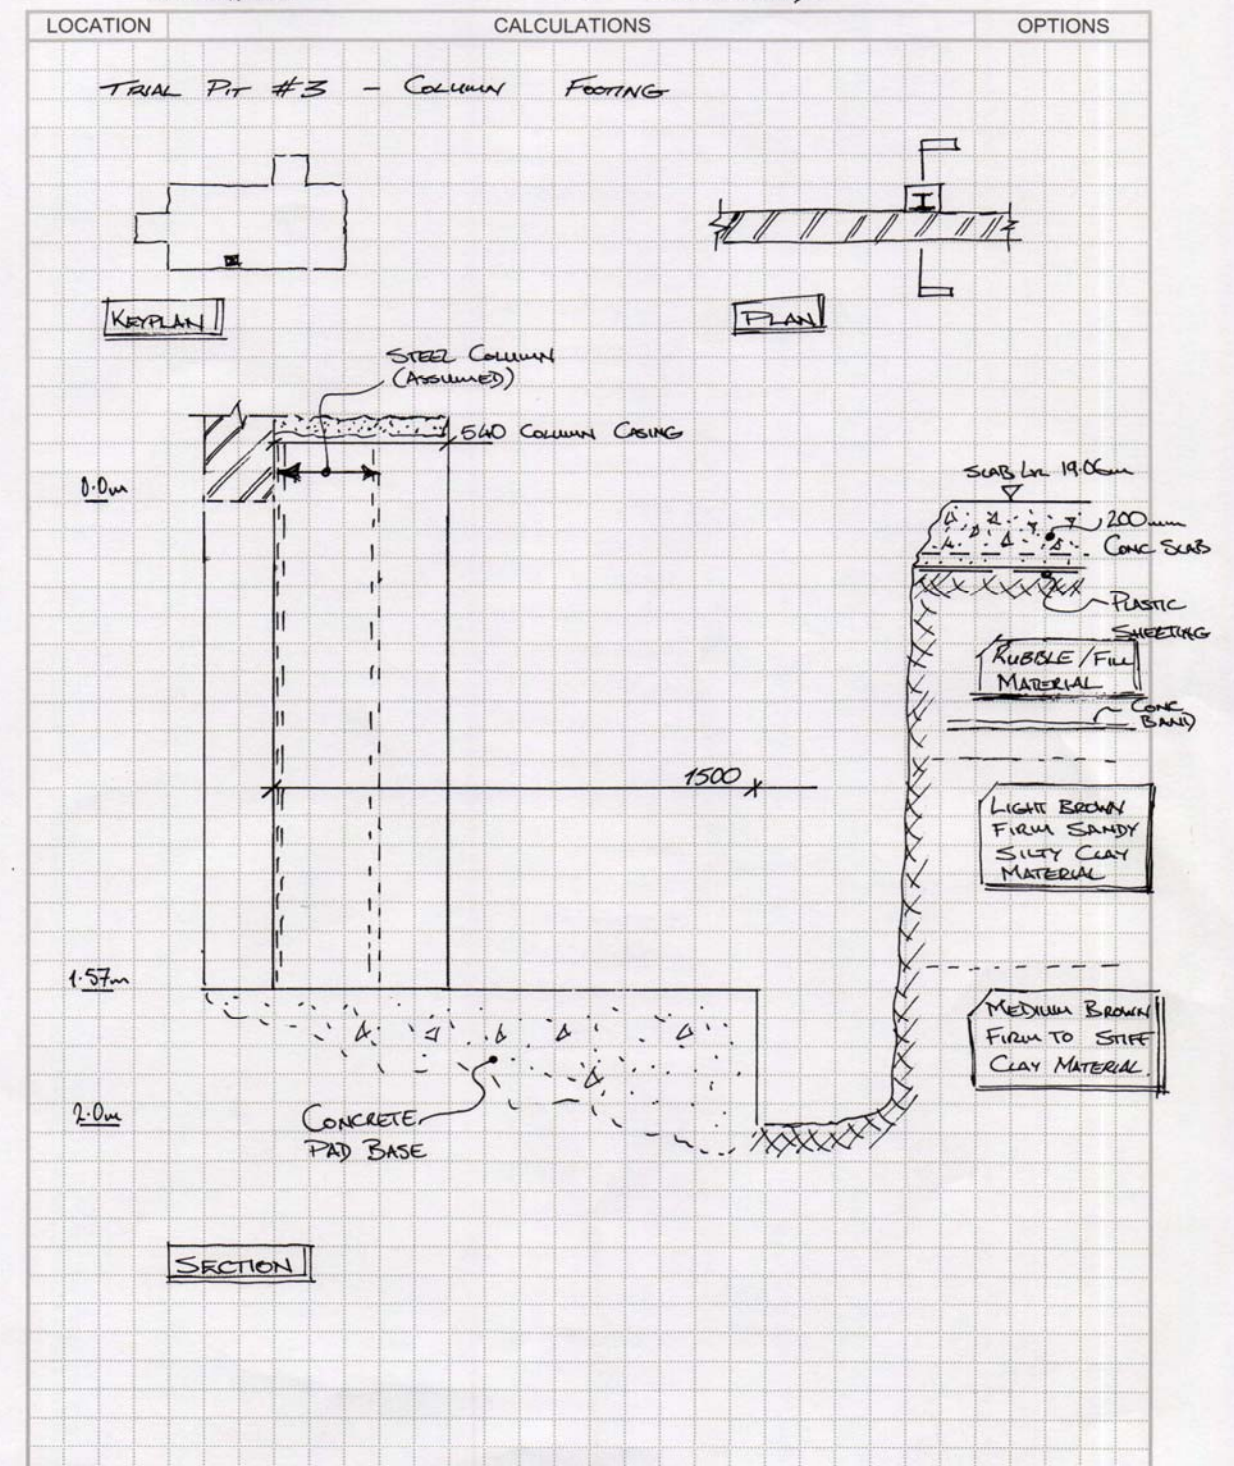 LOCATION
CALCULATIONS
OPTIONS
TRIAL PIT #3 - COLUMN FOOTING
KEYPLAN
PLAN
STEEL COLUMN
(ASSUMED)
540 COLUMN CASING
0.0m
SLAB LVL 19.06m
200mm
CONC SLAB
PLASTIC
SHEETING
RUBBLE/FILL
MATERIAL
CONC
BAND
1500
LIGHT BROWN
FIRM SANDY
SILTY CLAY
MATERIAL
1.57m
MEDIUM BROWN
FIRM TO STIFF
CLAY MATERIAL.
2.0m
CONCRETE
PAD BASE
SECTION